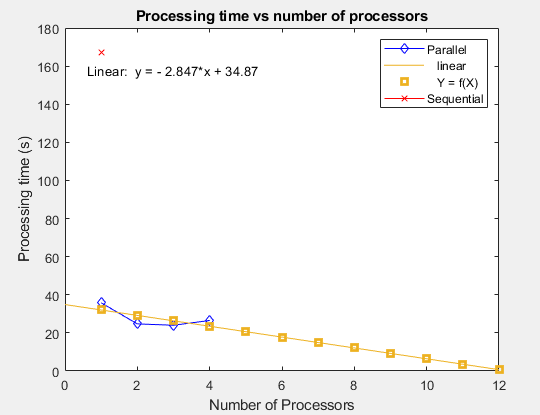 Processing time vs number of processors
180
160
140
120
100
80
60
40
20
0
Processing time (s)
Linear: y = - 2.847*x + 34.87
Parallel
linear
Y = f(X)
Sequential
0 2 4 6 8 10 12
Number of Processors